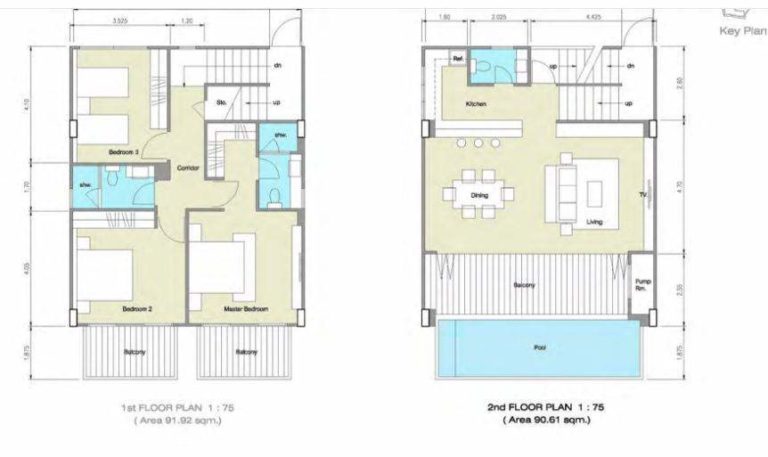 Key Plan
3.525
1.20
dn
Sto.
up
4.10
Bedroom 3
shw.
Corridor
1.70
shw.
4.05
Bedroom 2
Master Bedroom
1.875
Balcony
Balcony
1st FLOOR PLAN 1 : 75
( Area 91.92 sqm.)
1.60
2.025
4.425
Ref.
up
dn
2.60
Kitchen
up
Dining
Living
TV
4.70
Balcony
Pump
Rm.
Pool
1.875
2nd FLOOR PLAN 1 : 75
( Area 90.61 sqm.)